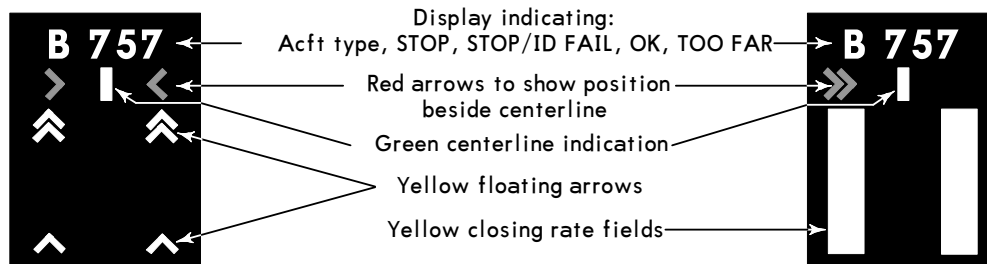 Display indicating:
B 757
Acft type, STOP, STOP/ID FAIL, OK, TOO FAR
B 757
Red arrows to show position
beside centerline
Green centerline indication
Yellow floating arrows
Yellow closing rate fields